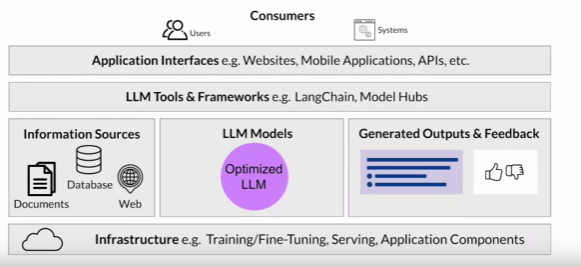 Consumers
Users
Systems
Application Interfaces e.g. Websites, Mobile Applications, APIs, etc.
LLM Tools & Frameworks e.g. LangChain, Model Hubs
Information Sources
Documents
Database
Web
LLM Models
Optimized
LLM
Generated Outputs & Feedback
Infrastructure e.g. Training/Fine-Tuning, Serving, Application Components